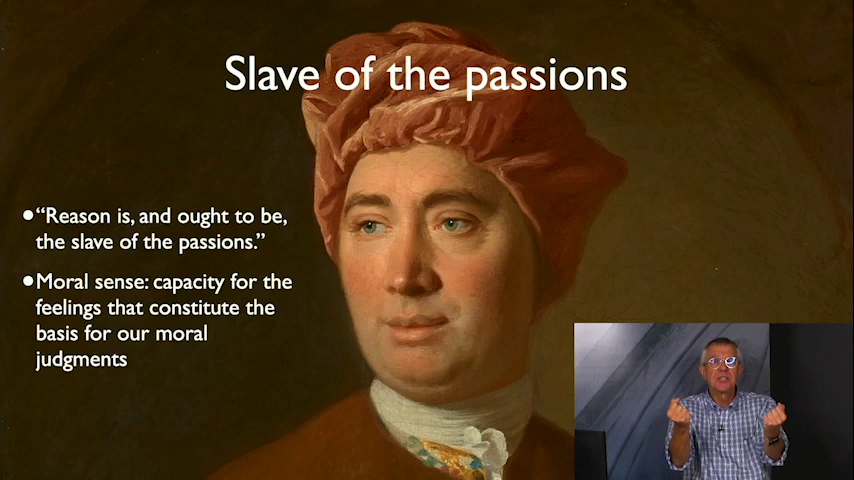 Slave of the passions
●“Reason is, and ought to be,
the slave of the passions.”
●Moral sense: capacity for the
feelings that constitute the
basis for our moral
judgments